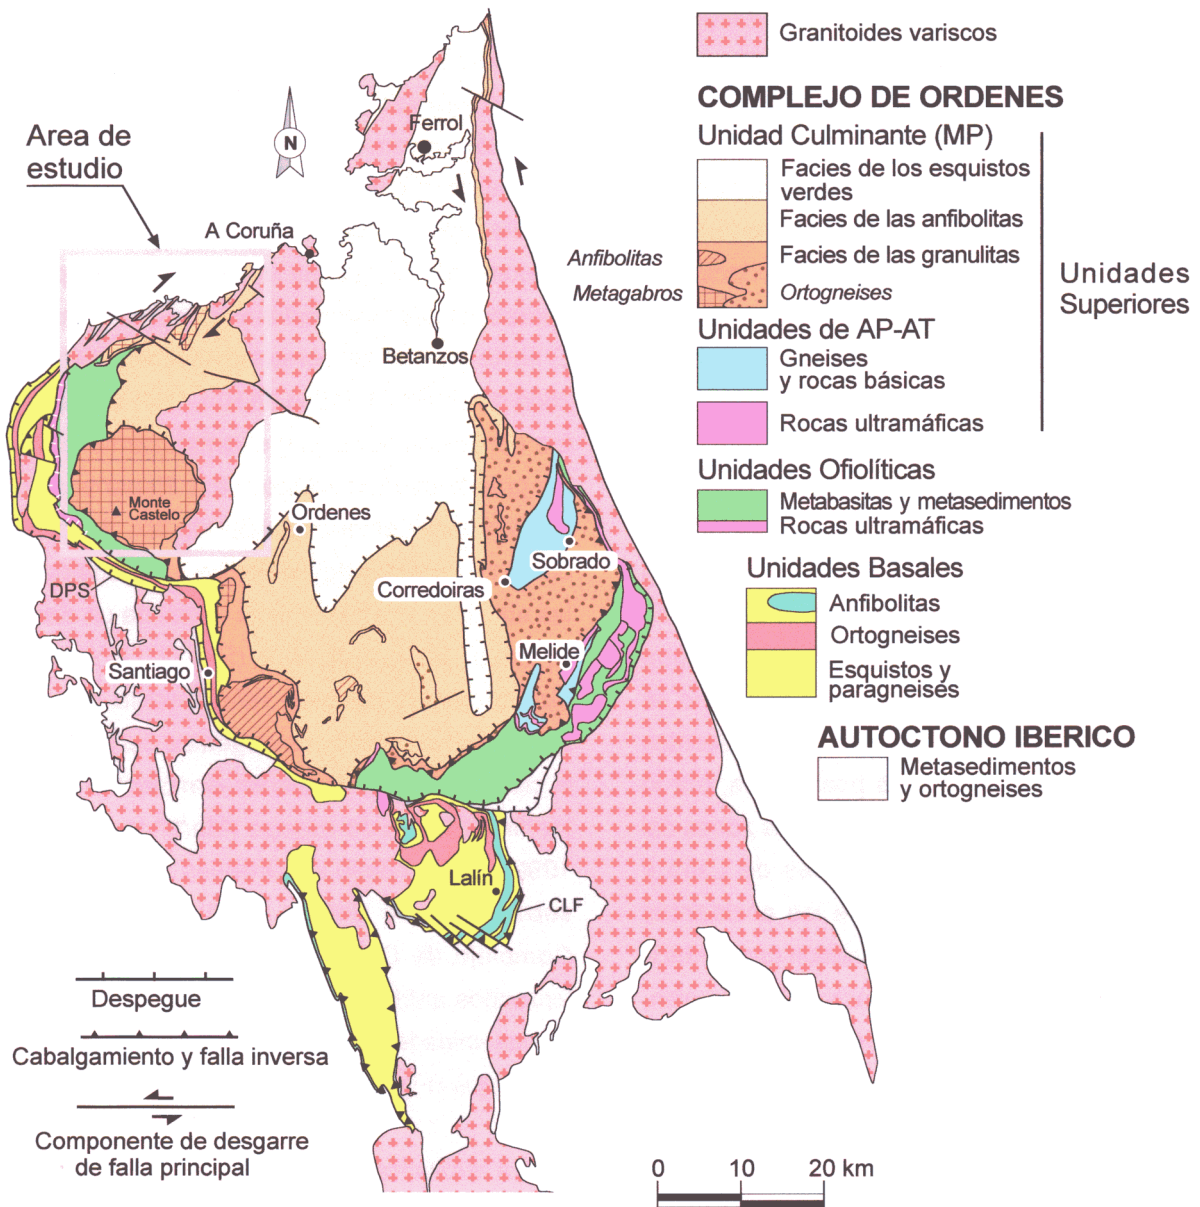 Granitoides variscos
COMPLEJO DE ORDENES
Unidad Culminante (MP)
Facies de los esquistos
verdes
Facies de las anfibolitas
Anfibolitas
Facies de las granulitas
Metagabros
Ortogneises
Unidades
Superiores
Unidades de AP-AT
Gneises
y rocas básicas
Rocas ultramáficas
Unidades Ofiolíticas
Metabasitas y metasedimentos
Rocas ultramáficas
Unidades Basales
Anfibolitas
Ortogneises
Esquistos y
paragneises
AUTOCTONO IBERICO
Metasedimentos
y ortogneises
Area de
estudio
N
Ferrol
A Coruña
Betanzos
Monte
Castelo
Ordenes
Sobrado
Corredoiras
DPS
Melide
Santiago
Lalín
CLF
Despegue
Cabalgamiento y falla inversa
Componente de desgarre
de falla principal
0 10 20 km